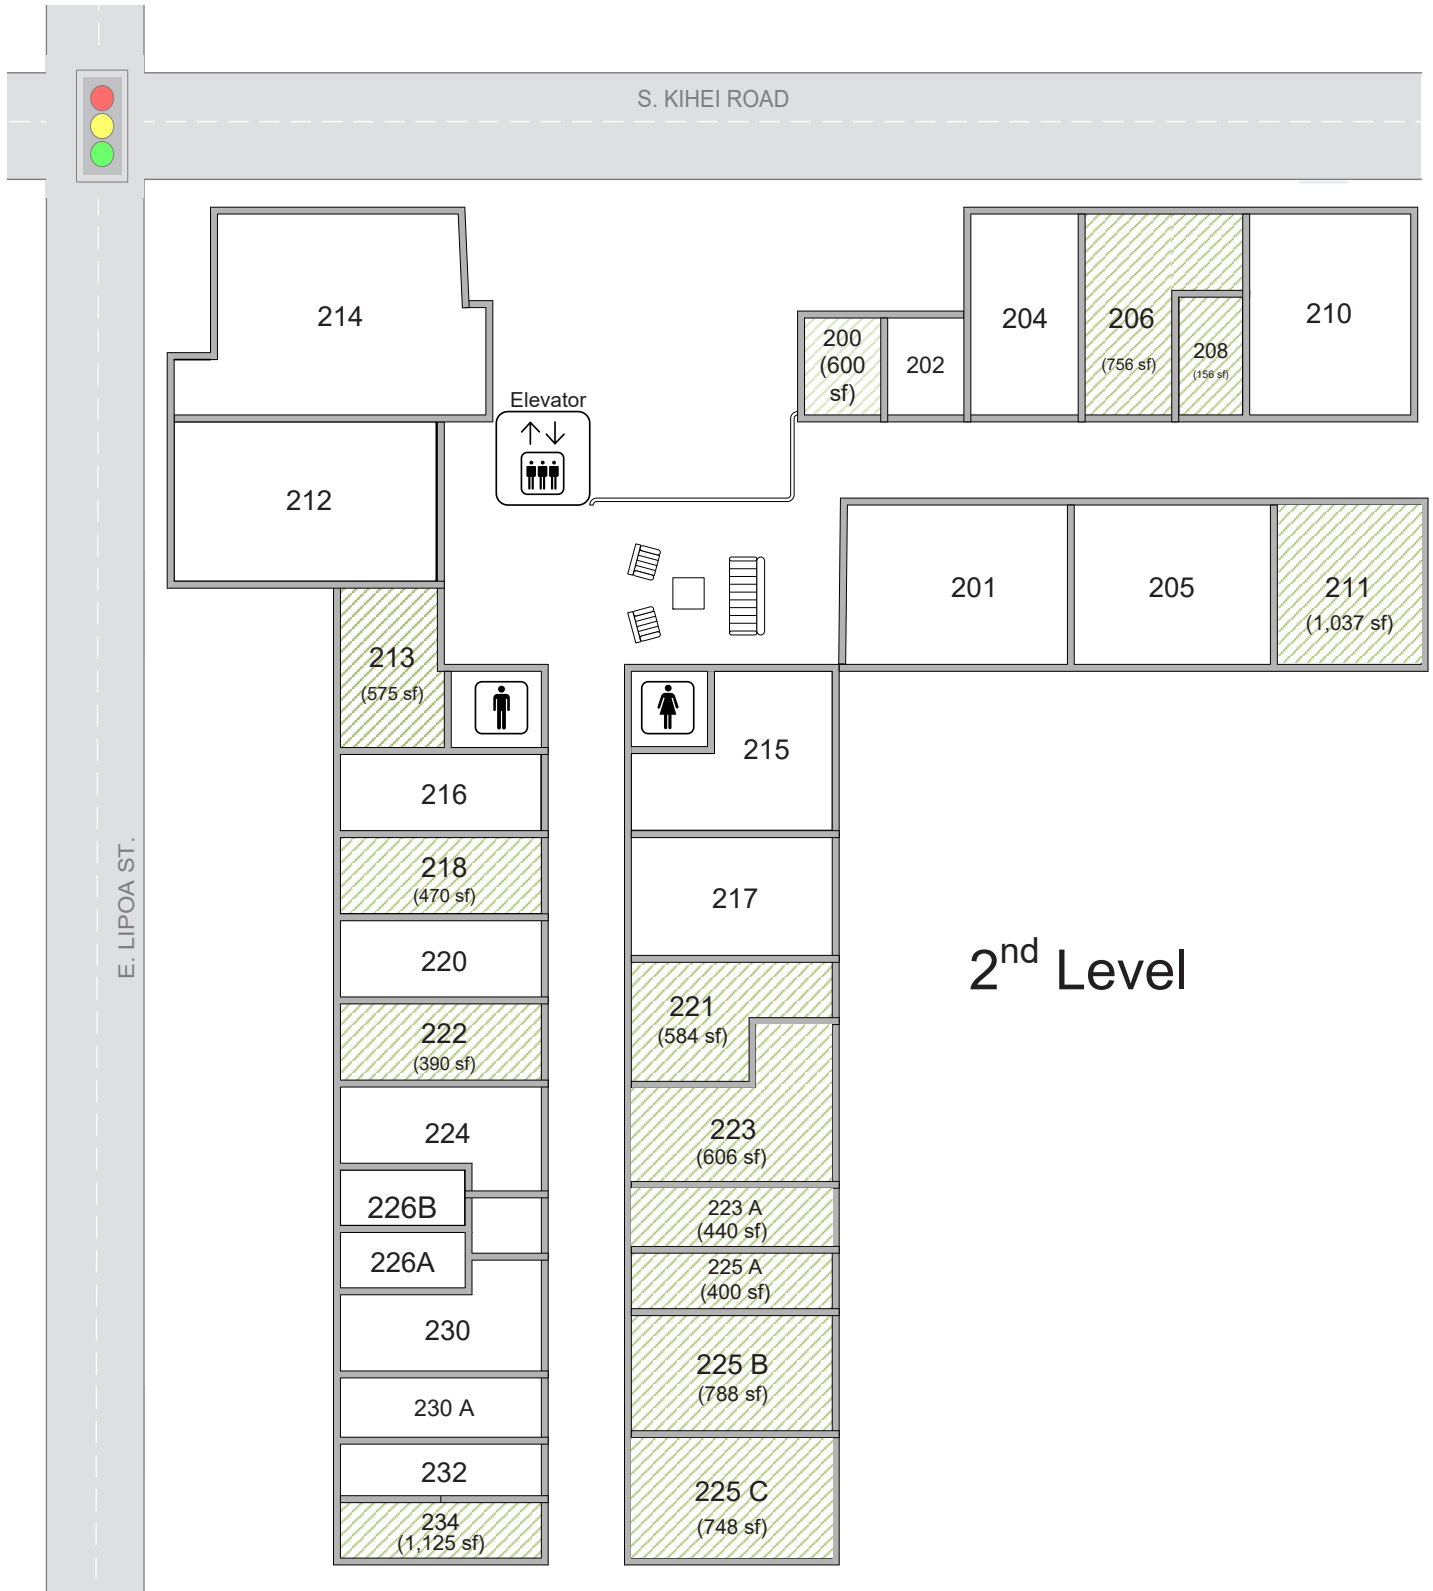 S. KIHEI ROAD
E. LIPOA ST.
214
212
Elevator
200
(600
sf)
202
204
206
(756 sf)
208
(156 sf)
210
201
205
211
(1,037 sf)
213
(575 sf)
216
218
(470 sf)
220
222
(390 sf)
224
226B
226A
230
230 A
232
234
(1,125 sf)
215
217
221
(584 sf)
223
(606 sf)
223 A
(440 sf)
225 A
(400 sf)
225 B
(788 sf)
225 C
(748 sf)
2nd Level